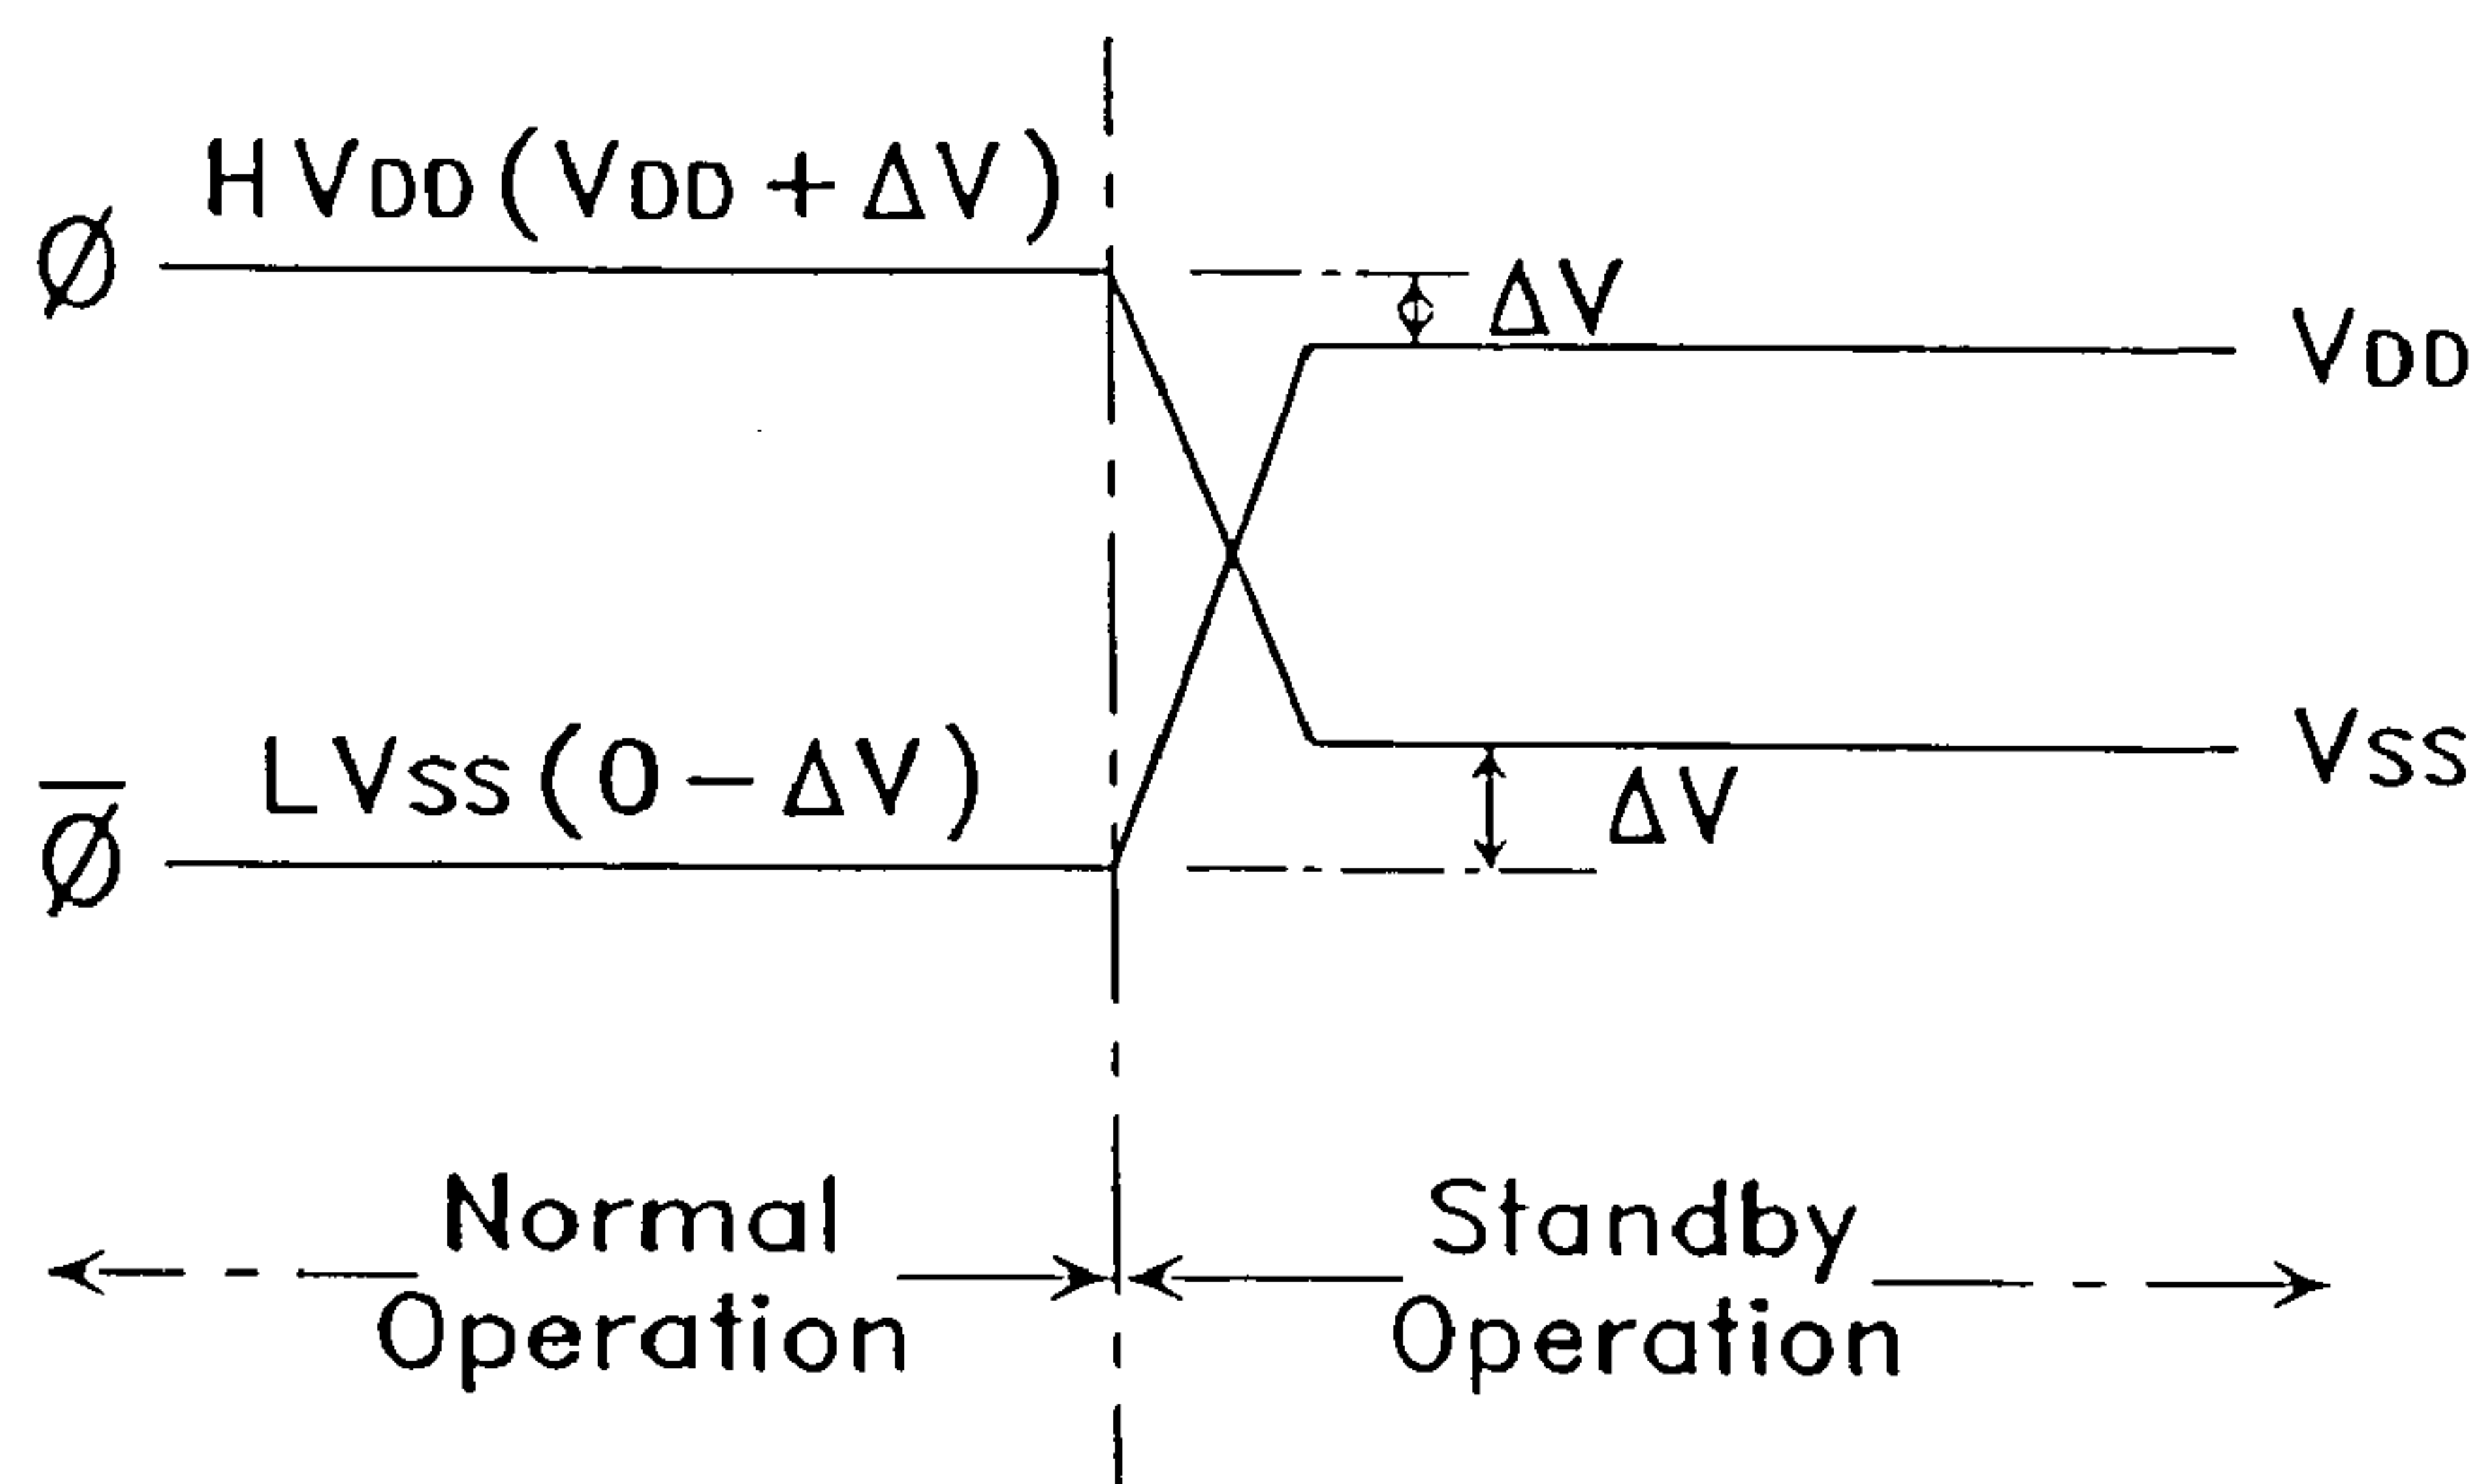 HVDD(VDD+ΔV)
Ø
ΔV
VDD
LVSS(0-ΔV)
VSS
ΔV
Ø̅
Normal
Operation
Standby
Operation